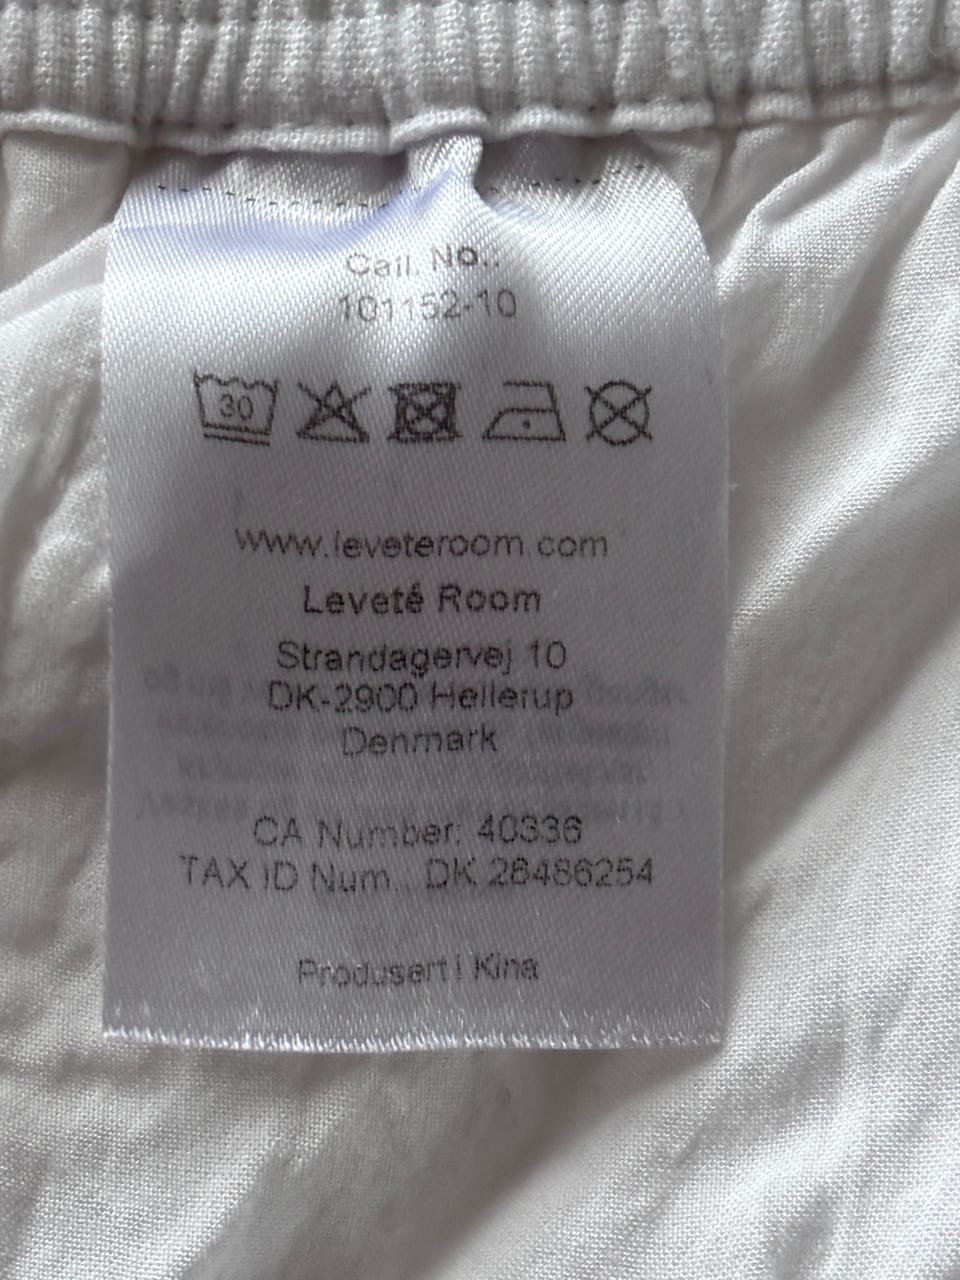 Cail. No.:
101152-10
30
www.leveteroom.com
Leveté Room
Strandagervej 10
DK-2900 Hellerup
Denmark
CA Number: 40336
TAX ID Num.. DK 26486254
Produsert i Kina